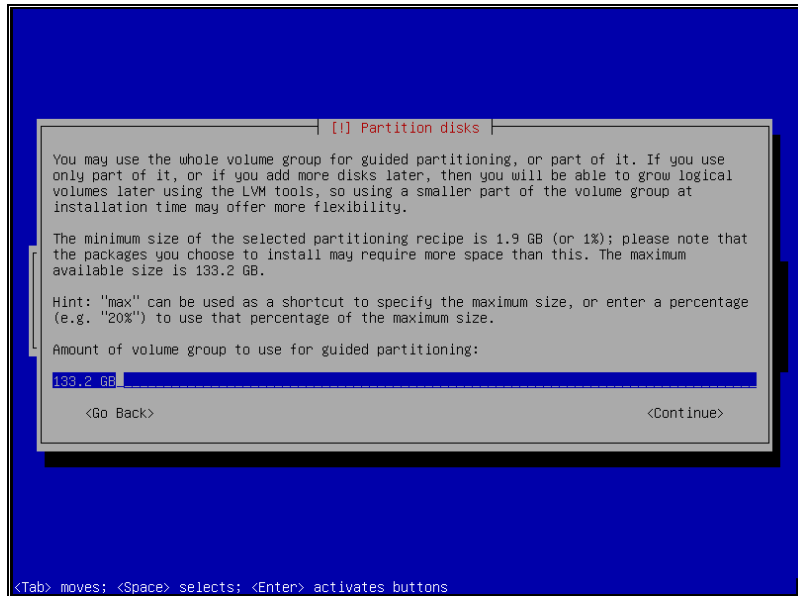 [!] Partition disks
You may use the whole volume group for guided partitioning, or part of it. If you use
only part of it, or if you add more disks later, then you will be able to grow logical
volumes later using the LVM tools, so using a smaller part of the volume group at
installation time may offer more flexibility.
The minimum size of the selected partitioning recipe is 1.9 GB (or 1%); please note that
the packages you choose to install may require more space than this. The maximum
available size is 133.2 GB.
Hint: "max" can be used as a shortcut to specify the maximum size, or enter a percentage
(e.g. "20%") to use that percentage of the maximum size.
Amount of volume group to use for guided partitioning:
133.2 GB
<Go Back> <Continue>
<Tab> moves; <Space> selects; <Enter> activates buttons